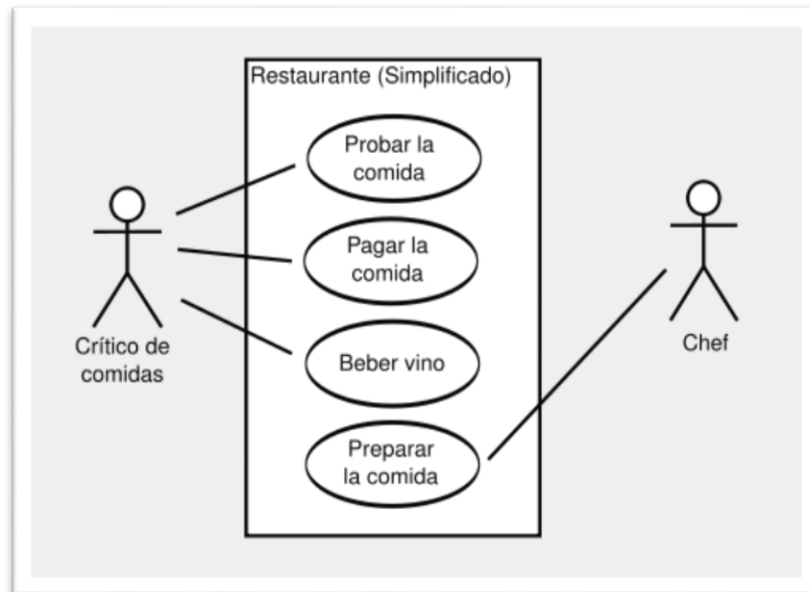 Restaurante (Simplificado)
Probar la
comida
Pagar la
comida
Beber vino
Preparar
la comida
Crítico de
comidas
Chef